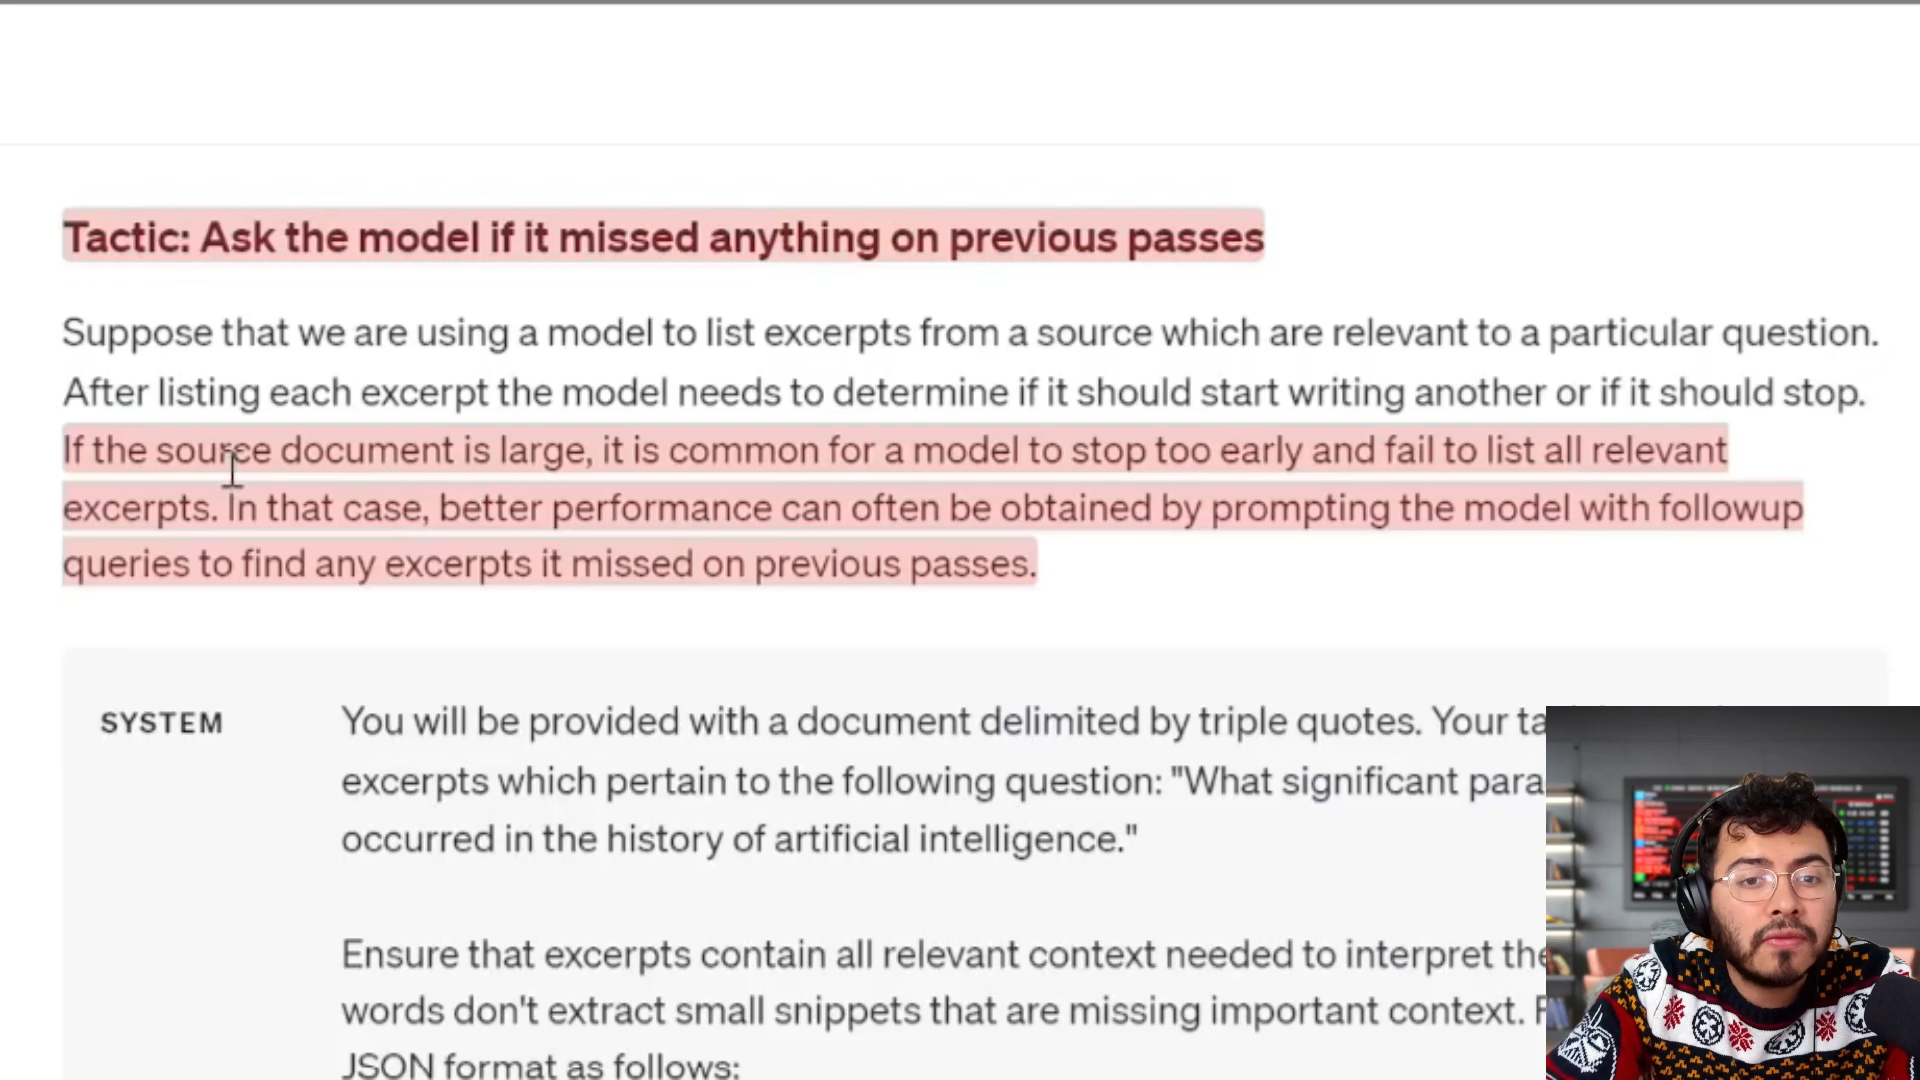 Tactic: Ask the model if it missed anything on previous passes
Suppose that we are using a model to list excerpts from a source which are relevant to a particular question.
After listing each excerpt the model needs to determine if it should start writing another or if it should stop.
If the source document is large, it is common for a model to stop too early and fail to list all relevant
excerpts. In that case, better performance can often be obtained by prompting the model with followup
queries to find any excerpts it missed on previous passes.
SYSTEM
You will be provided with a document delimited by triple quotes. Your
excerpts which pertain to the following question: "What significant
occurred in the history of artificial intelligence."
Ensure that excerpts contain all relevant context needed to interpret
words don't extract small snippets that are missing important context.
JSON format as follows: